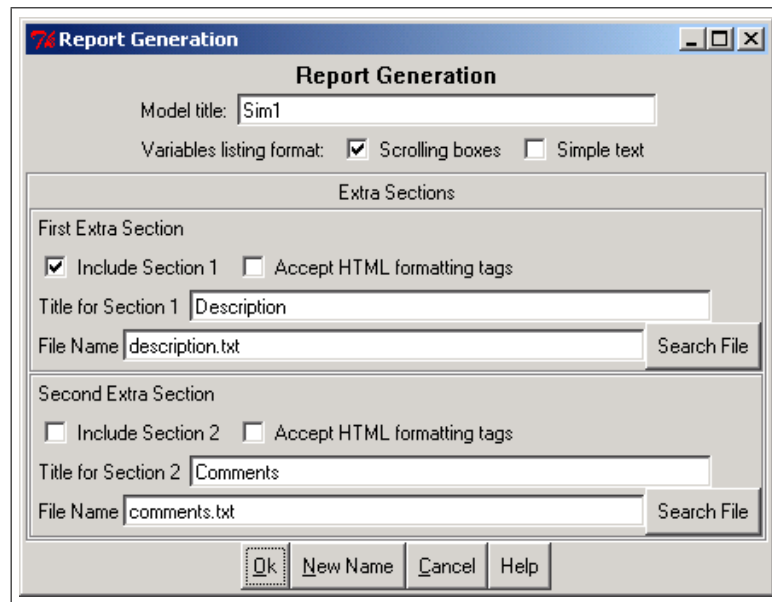 Report Generation
Report Generation
Model title: Sim1
Variables listing format: Scrolling boxes Simple text
Extra Sections
First Extra Section
Include Section 1 Accept HTML formatting tags
Title for Section 1 Description
File Name description.txt Search File
Second Extra Section
Include Section 2 Accept HTML formatting tags
Title for Section 2 Comments
File Name comments.txt Search File
Ok New Name Cancel Help